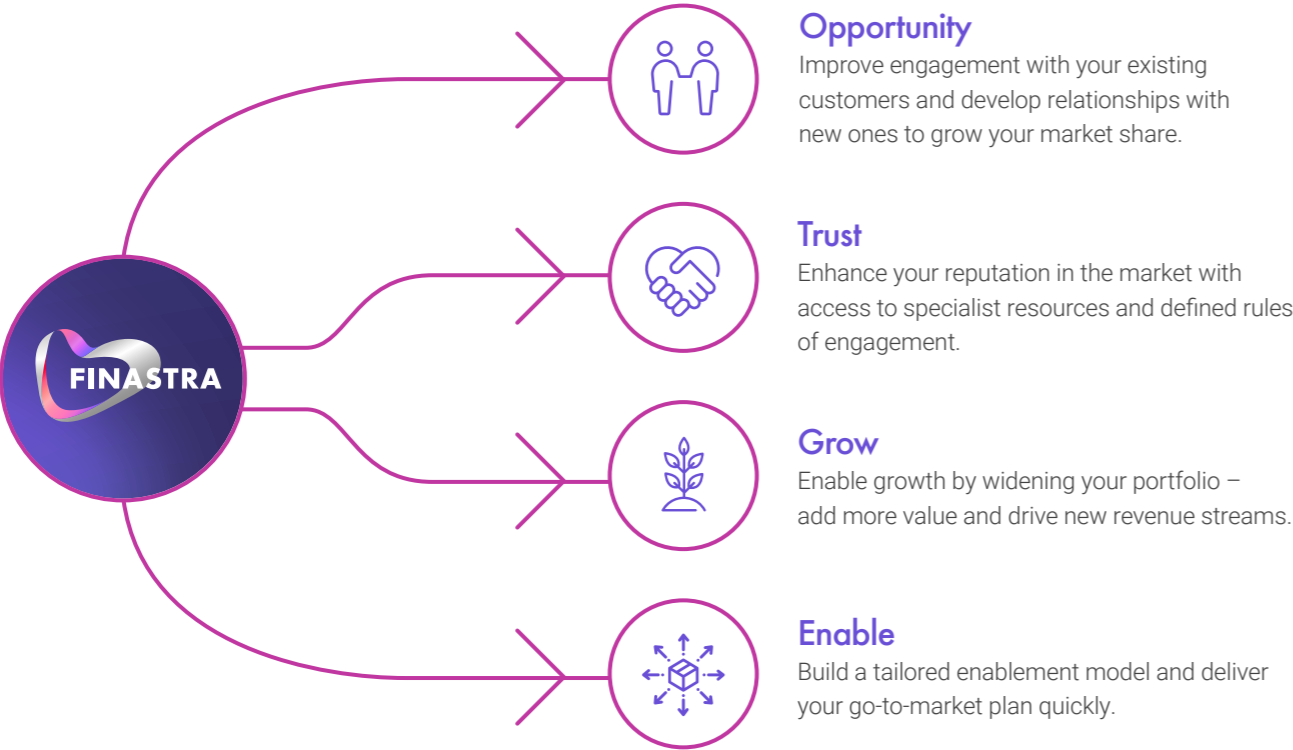 Opportunity
Improve engagement with your existing
customers and develop relationships with
new ones to grow your market share.
Trust
Enhance your reputation in the market with
access to specialist resources and defined rules
of engagement.
FINASTRA
Grow
Enable growth by widening your portfolio –
add more value and drive new revenue streams.
Enable
Build a tailored enablement model and deliver
your go-to-market plan quickly.